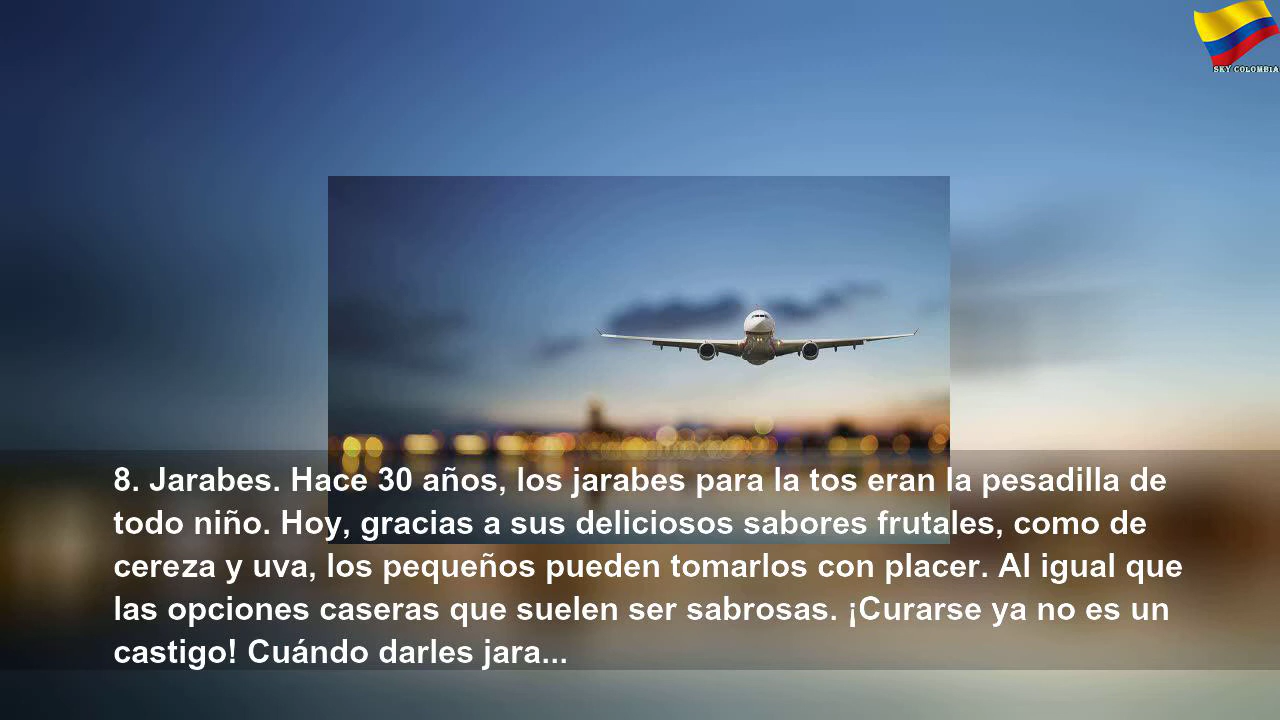 SKY COLOMBIA
8. Jarabes. Hace 30 años, los jarabes para la tos eran la pesadilla de
todo niño. Hoy, gracias a sus deliciosos sabores frutales, como de
cereza y uva, los pequeños pueden tomarlos con placer. Al igual que
las opciones caseras que suelen ser sabrosas. ¡Curarse ya no es un
castigo! Cuándo darles jara...